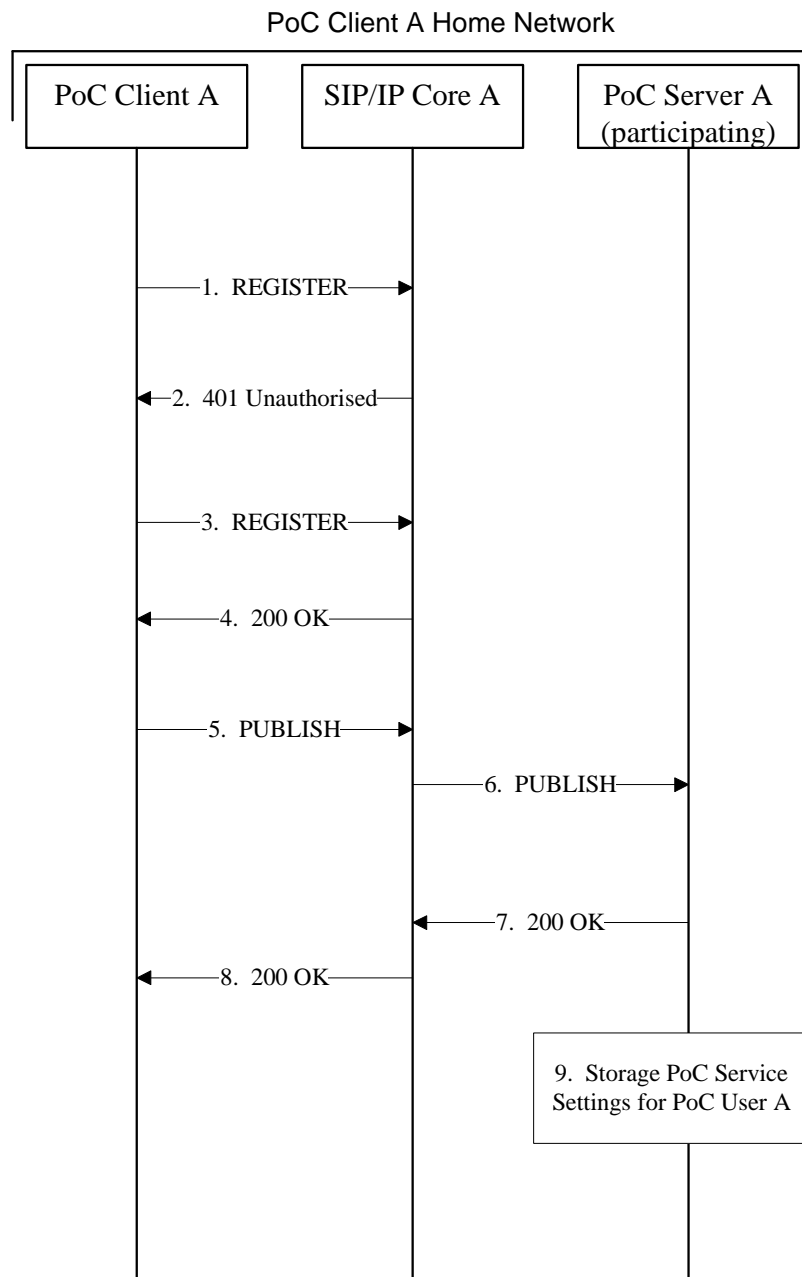 PoC Client A Home Network
PoC Client A
SIP/IP Core A
PoC Server A
(participating)
1. REGISTER
2. 401 Unauthorised
3. REGISTER
4. 200 OK
5. PUBLISH
6. PUBLISH
7. 200 OK
8. 200 OK
9. Storage PoC Service
Settings for PoC User A